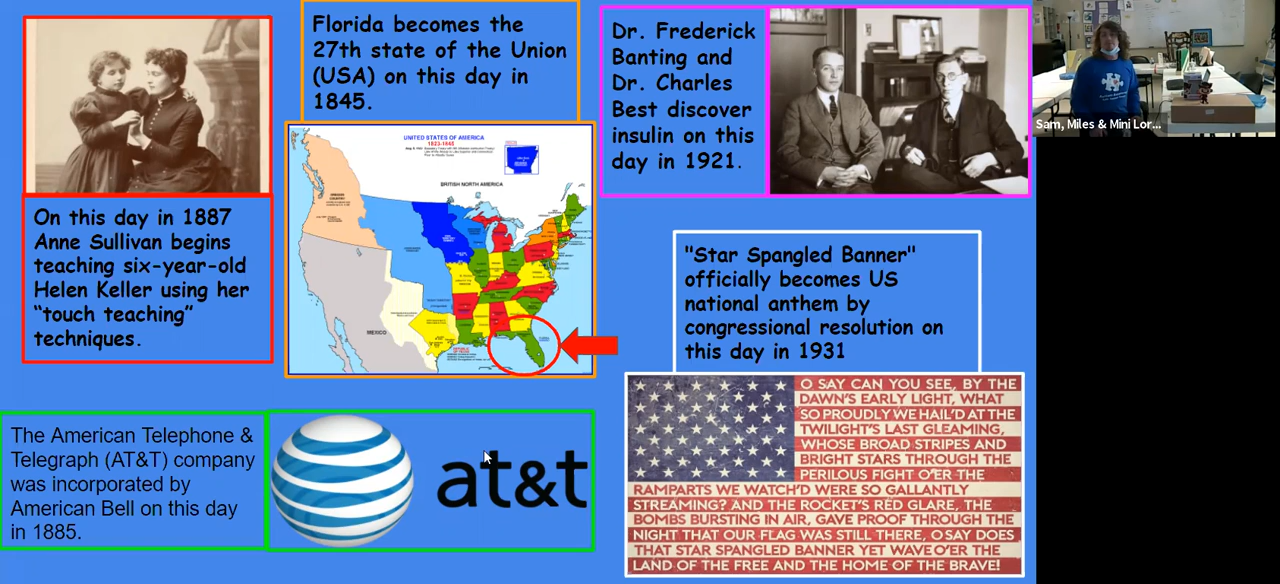 On this day in 1887
Anne Sullivan begins
teaching six-year-old
Helen Keller using her
“touch teaching”
techniques.
Florida becomes the
27th state of the Union
(USA) on this day in
1845.
UNITED STATES OF AMERICA
BRITISH NORTH AMERICA
MEXICO
Dr. Frederick
Banting and
Dr. Charles
Best discover
insulin on this
day in 1921.
Sam, Miles & Mini Lor...
"Star Spangled Banner"
officially becomes US
national anthem by
congressional resolution on
this day in 1931
The American Telephone &
Telegraph (AT&T) company
was incorporated by
American Bell on this day
in 1885.
at&t
O SAY CAN YOU SEE, BY THE
DAWN'S EARLY LIGHT, WHAT
SO PROUDLY WE HAIL'D AT THE
TWILIGHT'S LAST GLEAMING,
WHOSE BROAD STRIPES AND
BRIGHT STARS THROUGH THE
PERILOUS FIGHT O'ER THE
RAMPARTS WE WATCH'D WERE SO GALLANTLY
STREAMING? AND THE ROCKET'S RED GLARE, THE
BOMBS BURSTING IN AIR, GAVE PROOF THROUGH THE
NIGHT THAT OUR FLAG WAS STILL THERE, O SAY DOES
THAT STAR SPANGLED BANNER YET WAVE O'ER THE
LAND OF THE FREE AND THE HOME OF THE BRAVE!